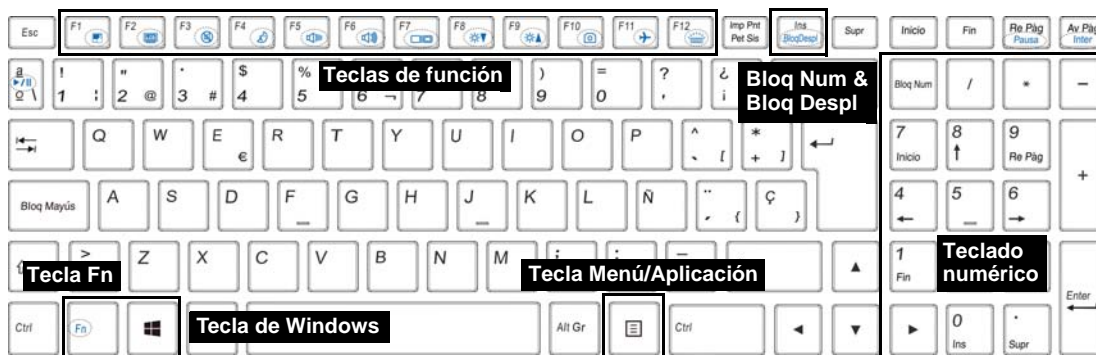 Esc F1 F2 F3 F4 F5 F6 F7 F8 F9 F10 F11 F12 Imp Pnt Ins Supr Inicio Fin Re Pàg Av Pàg
Pet Sis BloqDespl Pausa Inter
a ! " · $ % ) = ? ¿ Bloq Num / * −
Teclas de función
Bloq Num &
Bloq Despl
º \ 1 ¦ 2 @ 3 # 4 5 6 ¬ 7 8 9 0 ' ¡
Q W E R T Y U I O P ^ * 7 8 9 +
€ ` [ + ] Inicio Re Pàg
Bloq Mayús A S D F G H J K L Ñ ¨ Ç 4 5 6
´ { }
> Z X C V B N M ; : _ 1
Tecla Fn
Tecla Menú/Aplicación
Teclado
numérico
Fin
Ctrl Fn Alt Gr Ctrl 0 . Enter
Tecla de Windows
Ins Supr